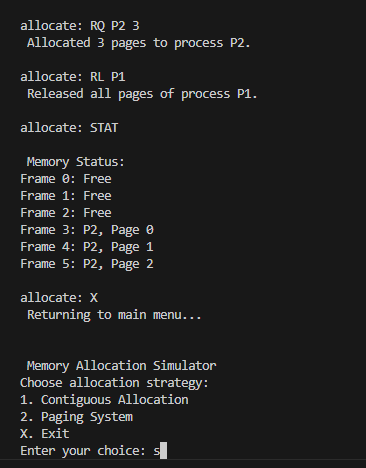 allocate: RQ P2 3
Allocated 3 pages to process P2.
allocate: RL P1
Released all pages of process P1.
allocate: STAT
Memory Status:
Frame 0: Free
Frame 1: Free
Frame 2: Free
Frame 3: P2, Page 0
Frame 4: P2, Page 1
Frame 5: P2, Page 2
allocate: X
Returning to main menu...
Memory Allocation Simulator
Choose allocation strategy:
1. Contiguous Allocation
2. Paging System
X. Exit
Enter your choice: s